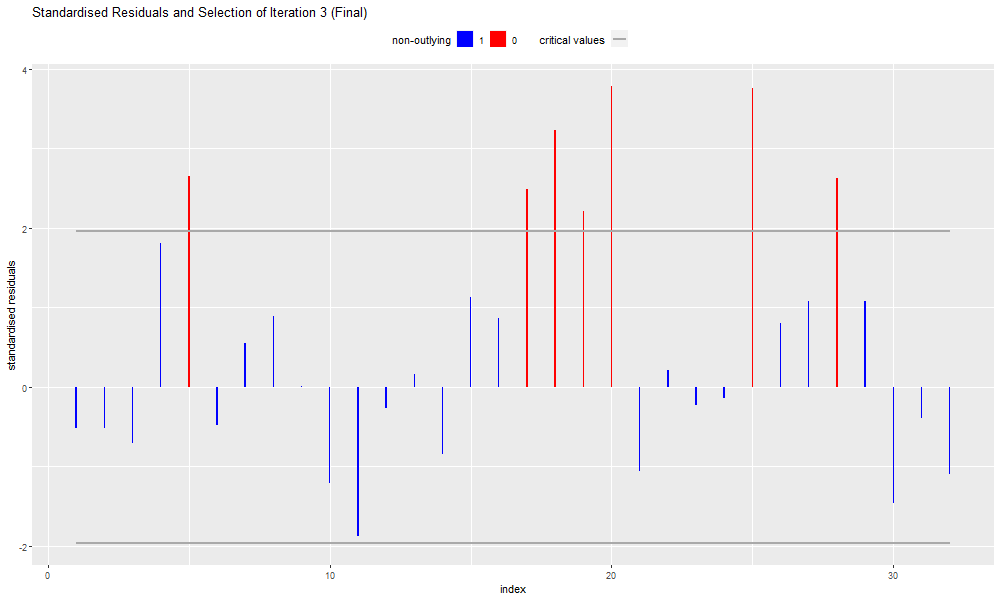 Standardised Residuals and Selection of Iteration 3 (Final)
non-outlying 1 0 critical values
4
2
0
-2
standardised residuals
0 10 20 30
index